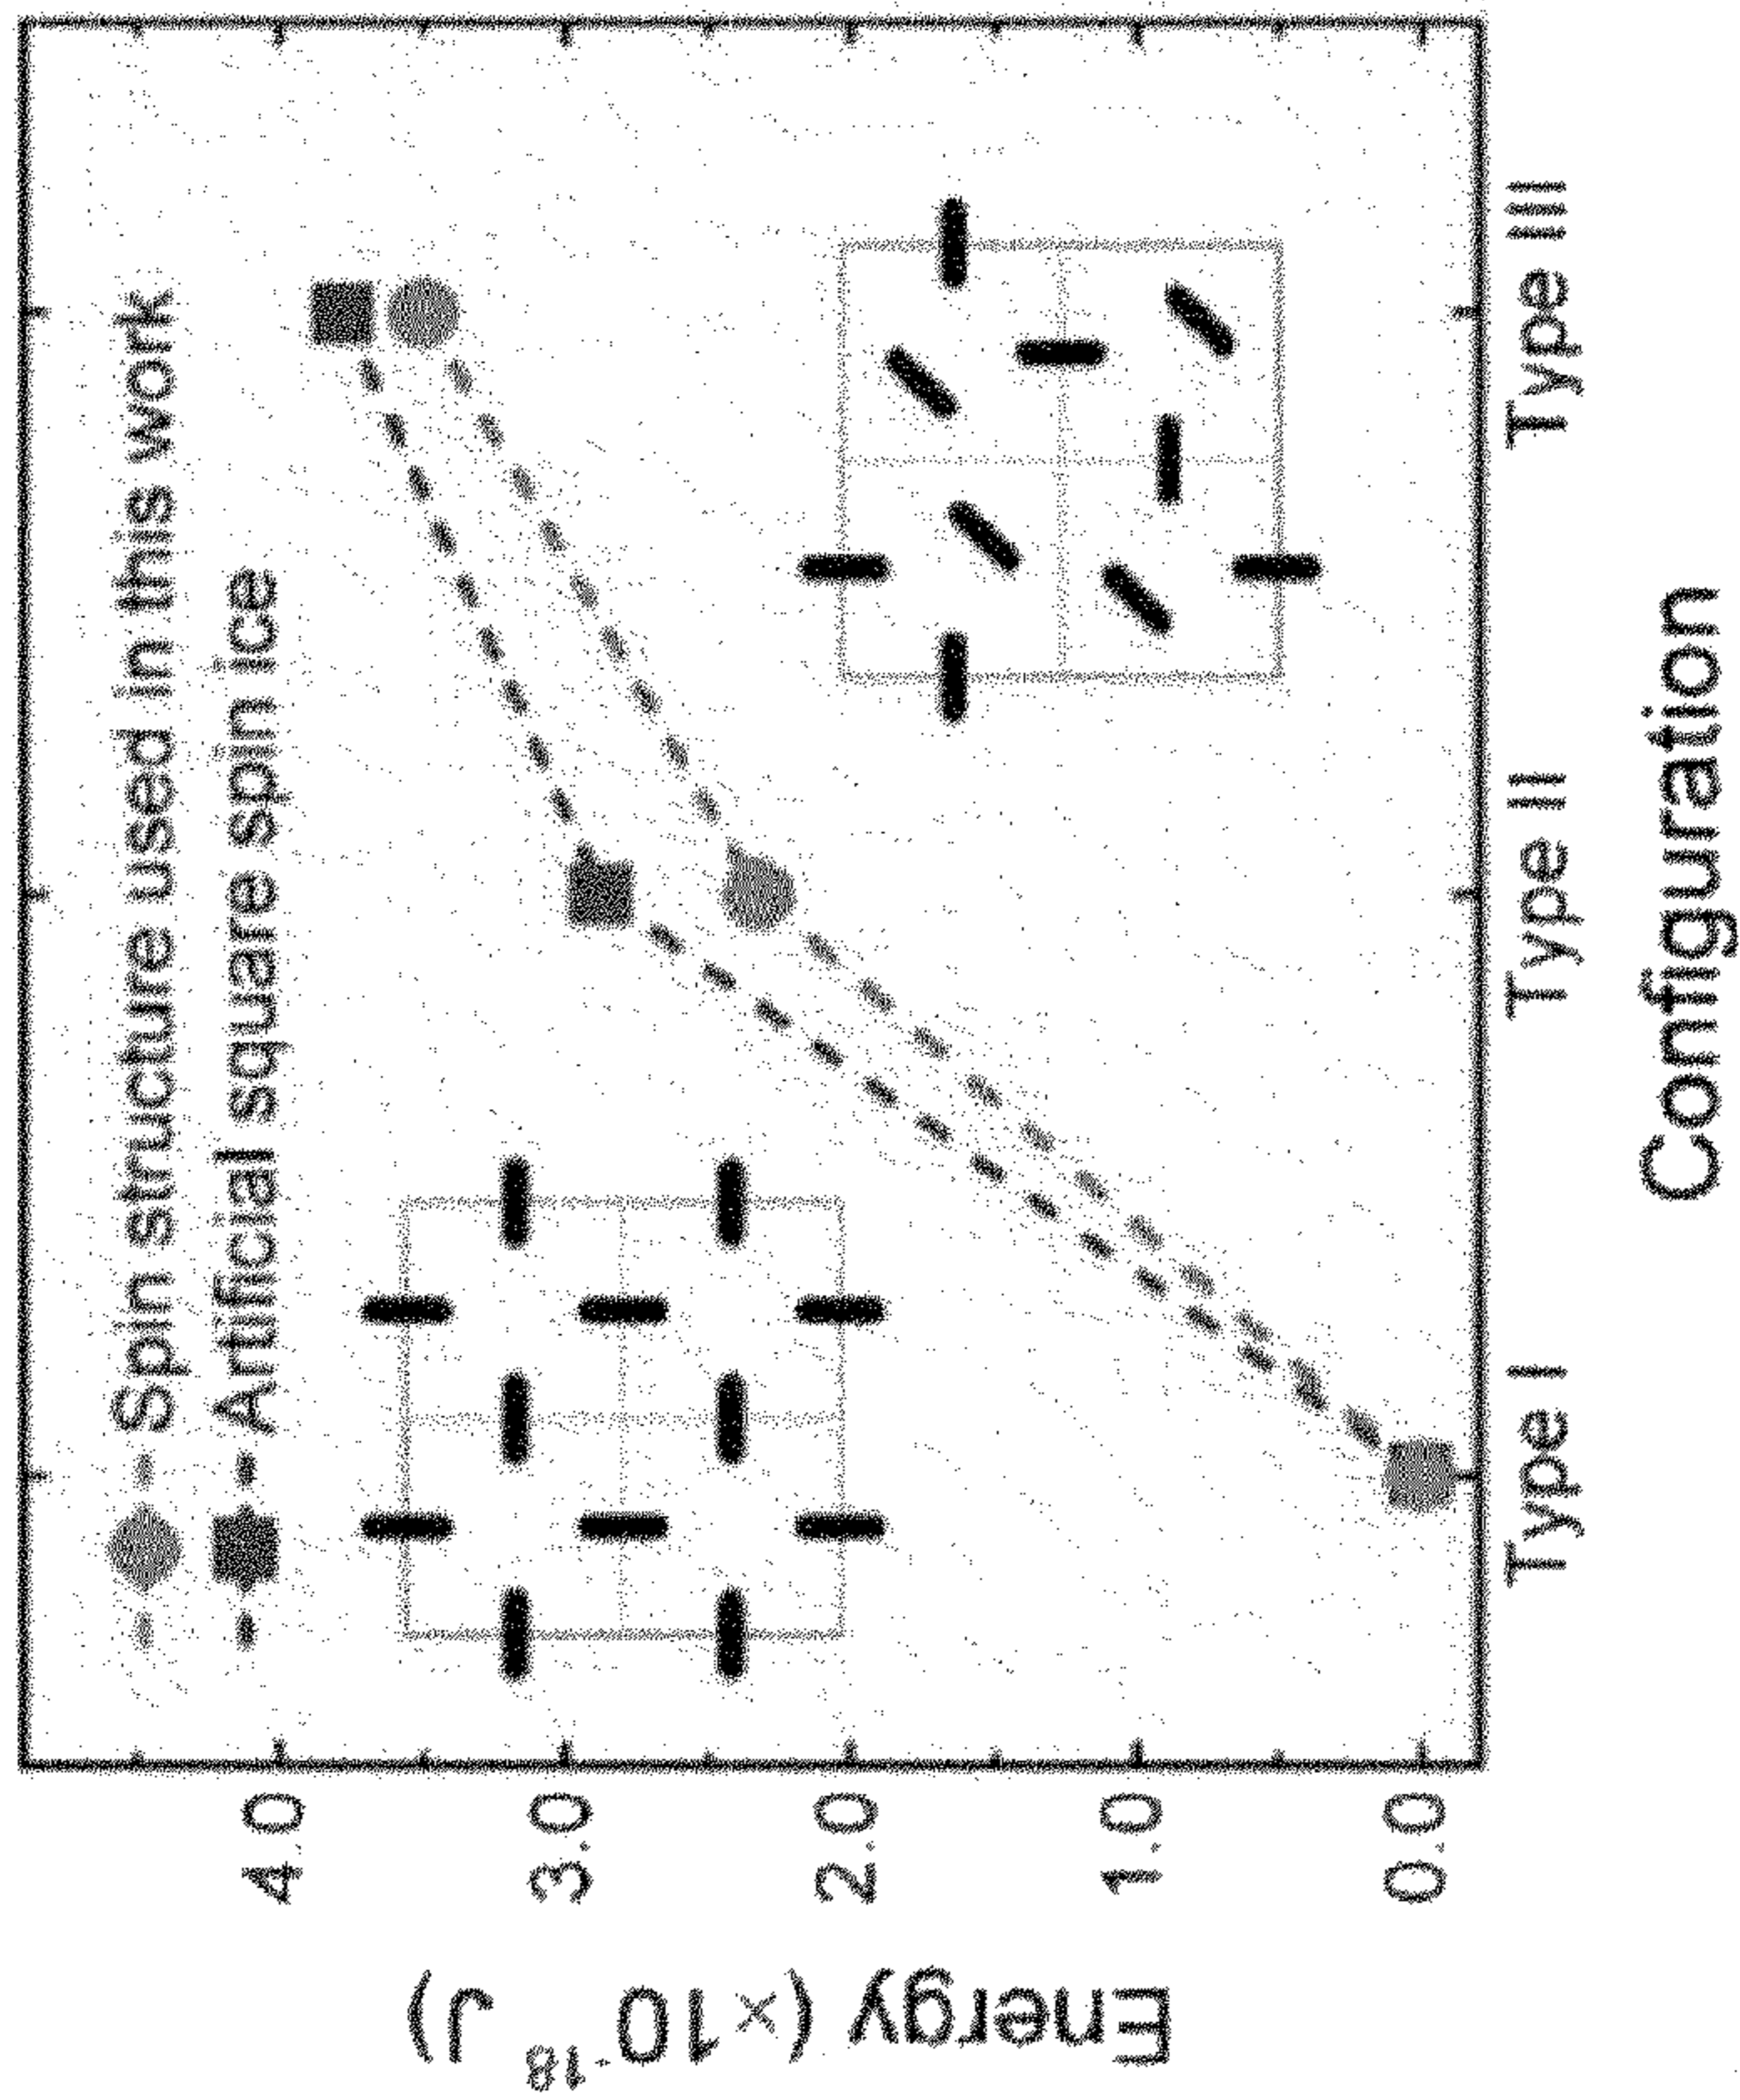 Spin structure used in this work
Artificial square spin ice
4.0
3.0
2.0
1.0
0.0
Energy (×10⁻¹⁸ J)
Type I
Type II
Type III
Configuration